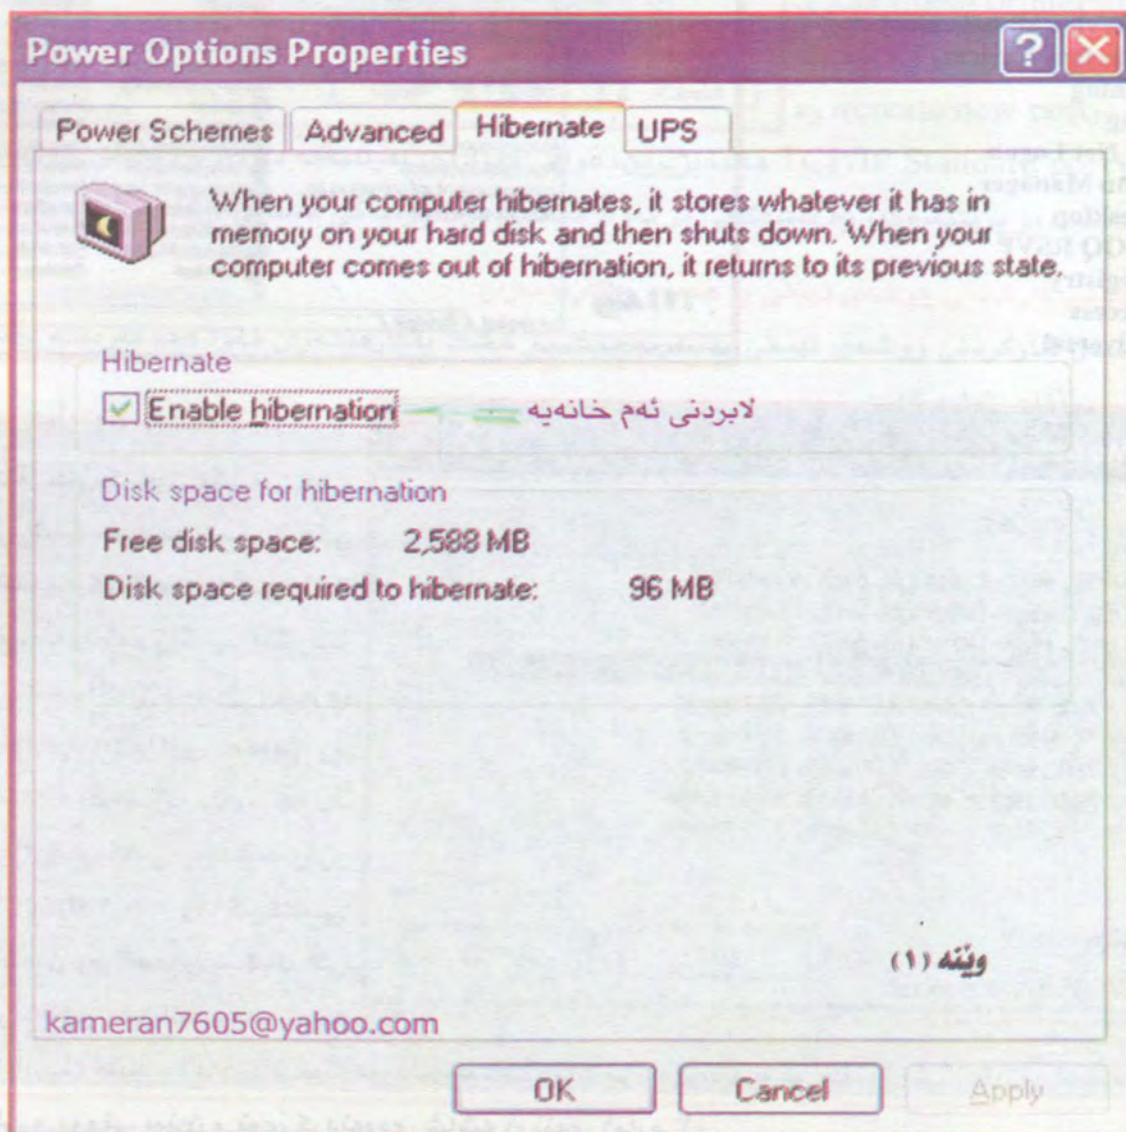 Power Options Properties
Power Schemes Advanced Hibernate UPS
When your computer hibernates, it stores whatever it has in
memory on your hard disk and then shuts down. When your
computer comes out of hibernation, it returns to its previous state.
Hibernate
Enable hibernation لابردنی ئەم خانەیە
Disk space for hibernation
Free disk space: 2,588 MB
Disk space required to hibernate: 96 MB
وێنە (١)
kameran7605@yahoo.com
OK Cancel Apply